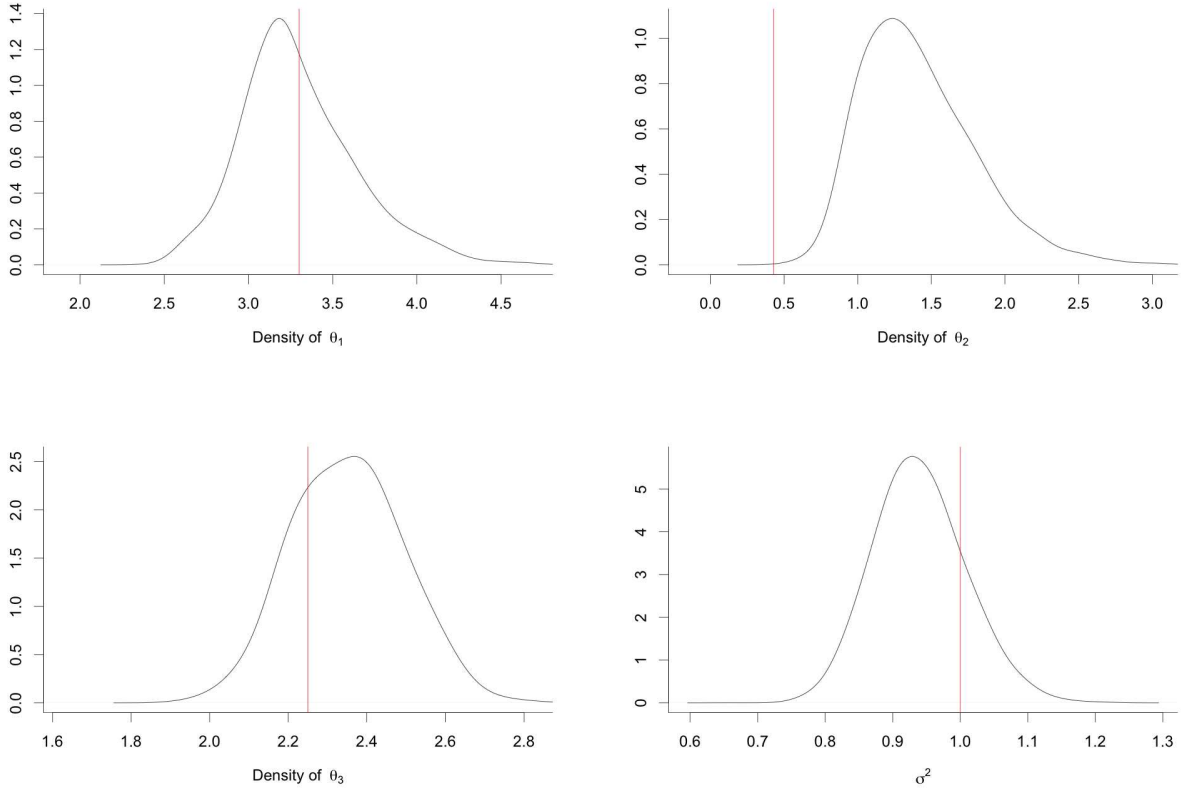 0.0 0.2 0.4 0.6 0.8 1.0 1.2 1.4
2.0 2.5 3.0 3.5 4.0 4.5
Density of θ₁
0.0 0.2 0.4 0.6 0.8 1.0
0.0 0.5 1.0 1.5 2.0 2.5 3.0
Density of θ₂
0.0 0.5 1.0 1.5 2.0 2.5
1.6 1.8 2.0 2.2 2.4 2.6 2.8
Density of θ₃
0 1 2 3 4 5
0.6 0.7 0.8 0.9 1.0 1.1 1.2 1.3
σ²